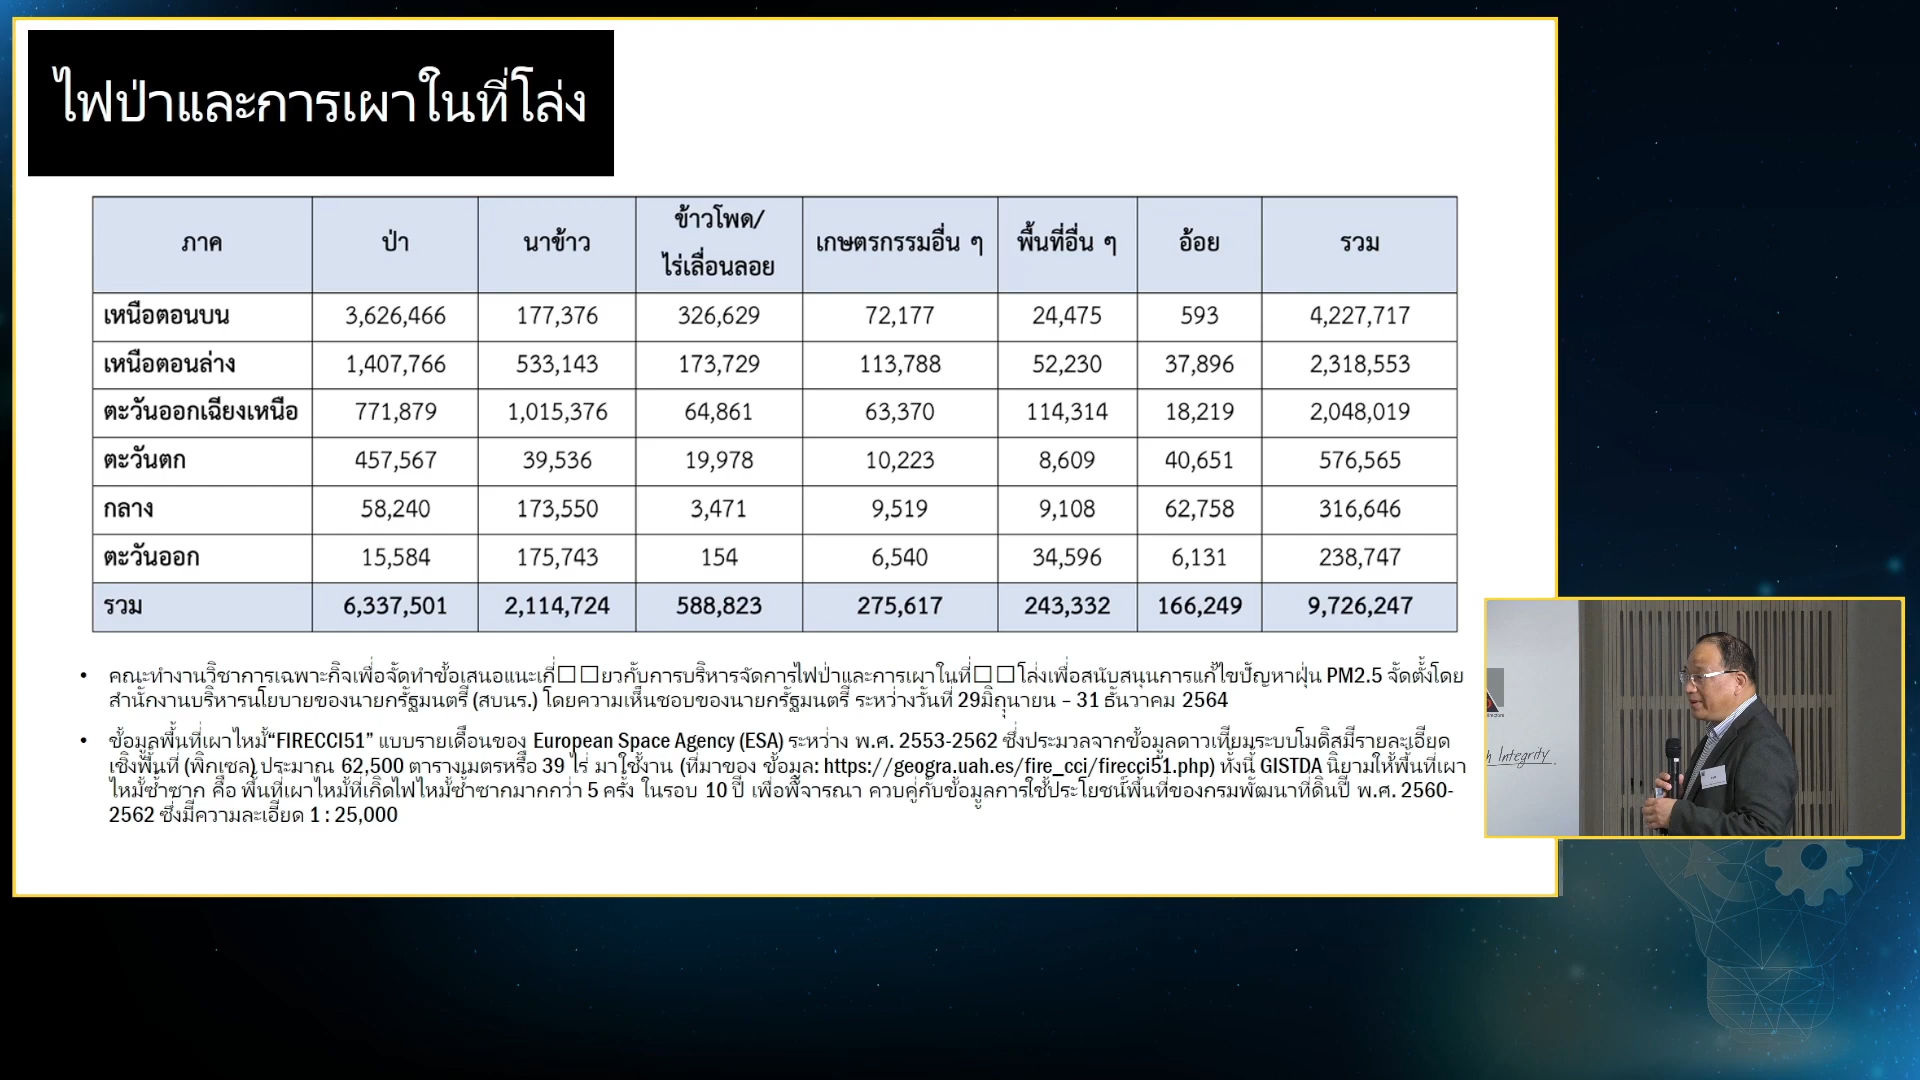 ไฟป่าและการเผาในที่โล่ง
ภาค ป่า นาข้าว ข้าวโพด/ไร่เลื่อนลอย เกษตรกรรมอื่น ๆ พื้นที่อื่น ๆ อ้อย รวม
เหนือตอนบน 3,626,466 177,376 326,629 72,177 24,475 593 4,227,717
เหนือตอนล่าง 1,407,766 533,143 173,729 113,788 52,230 37,896 2,318,553
ตะวันออกเฉียงเหนือ 771,879 1,015,376 64,861 63,370 114,314 18,219 2,048,019
ตะวันตก 457,567 39,536 19,978 10,223 8,609 40,651 576,565
กลาง 58,240 173,550 3,471 9,519 9,108 62,758 316,646
ตะวันออก 15,584 175,743 154 6,540 34,596 6,131 238,747
รวม 6,337,501 2,114,724 588,823 275,617 243,332 166,249 9,726,247
• คณะทำงานวิชาการเฉพาะกิจเพื่อจัดทำข้อเสนอแนะเกี่□□ยวกับการบริหารจัดการไฟป่าและการเผาในที่□□โล่งเพื่อสนับสนุนการแก้ไขปัญหาฝุ่น PM2.5 จัดตั้งโดย
สำนักงานบริหารนโยบายของนายกรัฐมนตรี (สบนร.) โดยความเห็นชอบของนายกรัฐมนตรี ระหว่างวันที่ 29มิถุนายน – 31 ธันวาคม 2564
• ข้อมูลพื้นที่เผาไหม้“FIRECCI51” แบบรายเดือนของ European Space Agency (ESA) ระหว่าง พ.ศ. 2553-2562 ซึ่งประมวลจากข้อมูลดาวเทียมระบบโมดิสมีรายละเอียด
เชิงพื้นที่ (พิกเซล) ประมาณ 62,500 ตารางเมตรหรือ 39 ไร่ มาใช้งาน (ที่มาของ ข้อมูล: https://geogra.uah.es/fire_cci/firecci51.php) ทั้งนี้ GISTDA นิยามให้พื้นที่เผา
ไหม้ซ้ำซาก คือ พื้นที่เผาไหม้ที่เกิดไฟไหม้ซ้ำซากมากกว่า 5 ครั้ง ในรอบ 10 ปี เพื่อพิจารณา ควบคู่กับข้อมูลการใช้ประโยชน์พื้นที่ของกรมพัฒนาที่ดินปี พ.ศ. 2560-
2562 ซึ่งมีความละเอียด 1 : 25,000
Integrity